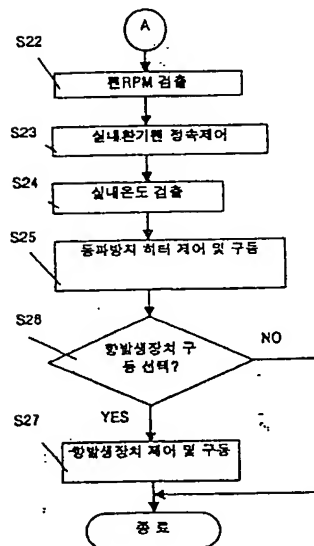 A
S22
팬RPM 검출
S23
실내환기팬 정속제어
S24
실내온도 검출
S25
동파방지 히터 제어 및 구동
S26
향발생장치 구
동 선택?
NO
YES
S27
향발생장치 제어 및 구동
종 료